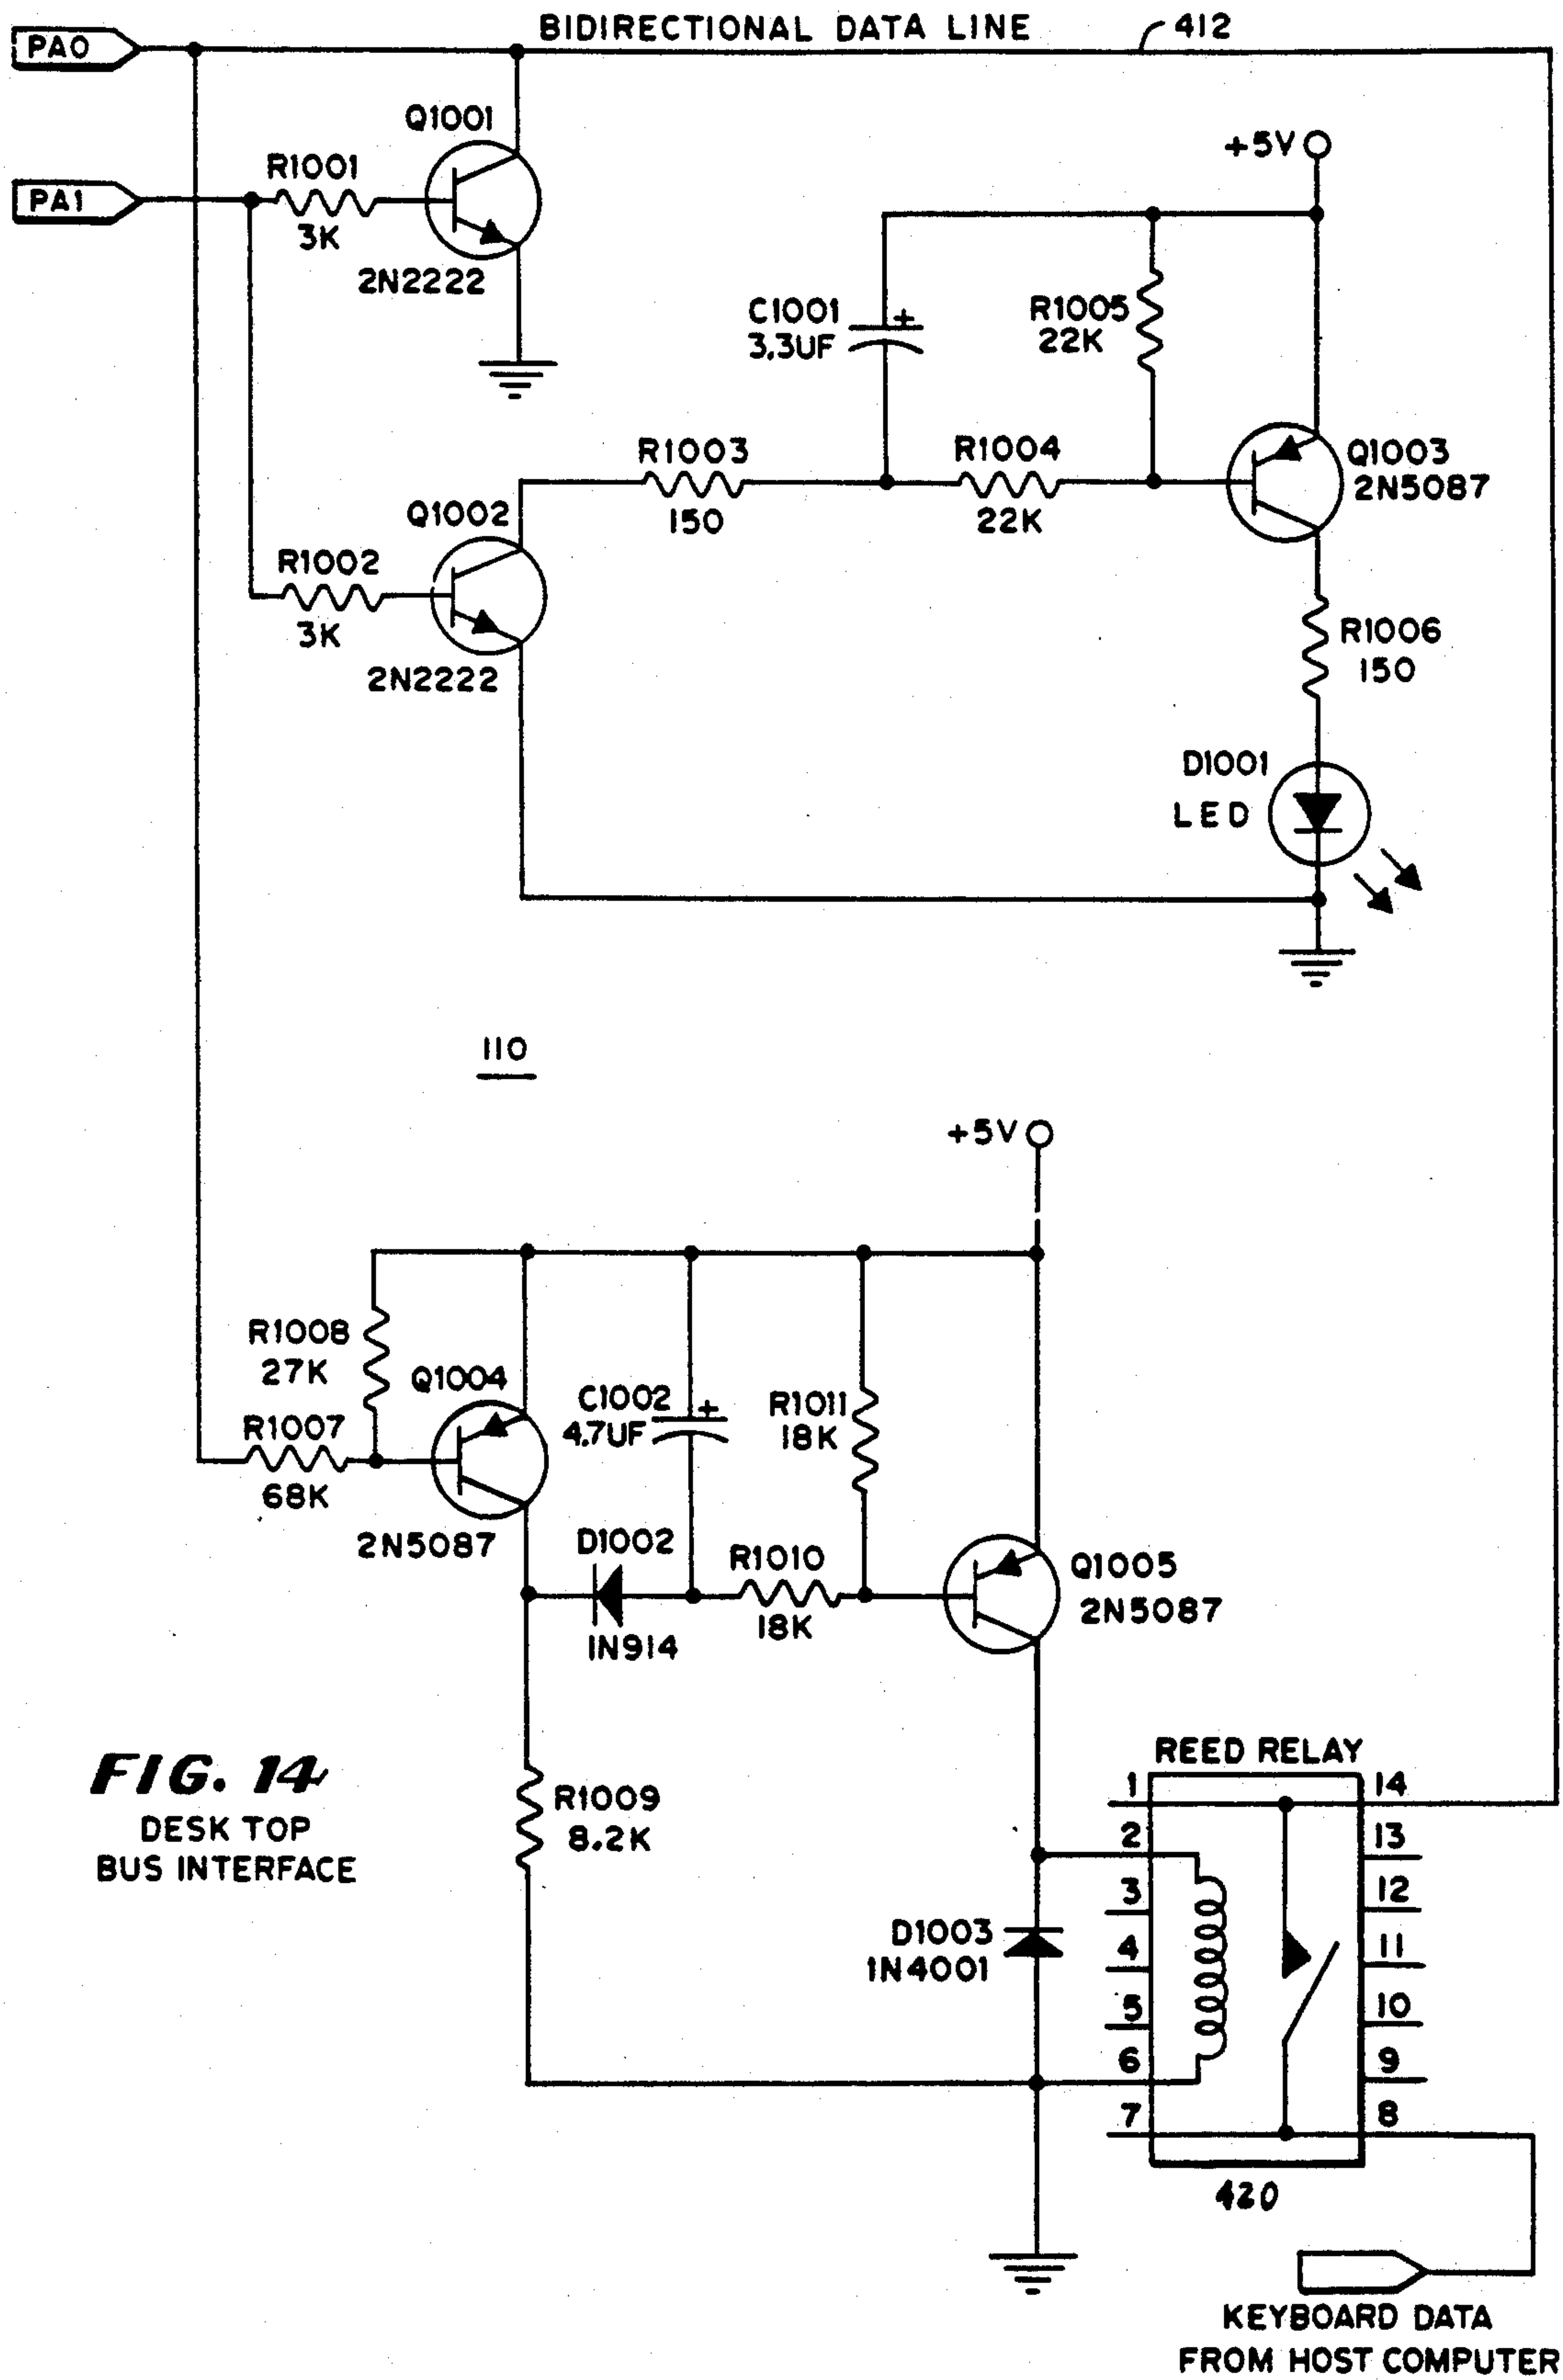 BIDIRECTIONAL DATA LINE
412
PA0
Q1001
+5V
R1001
PA1
3K
2N2222
C1001
+
3.3UF
R1005
22K
R1003
R1004
Q1003
2N5087
150
22K
Q1002
R1002
3K
2N2222
R1006
150
D1001
LED
110
+5V
R1008
27K
Q1004
C1002
+
4.7UF
R1011
18K
R1007
68K
2N5087
D1002
R1010
Q1005
2N5087
1N914
18K
REED RELAY
FIG. 14
DESK TOP
BUS INTERFACE
R1009
8.2K
1
14
2
13
3
12
D1003
1N4001
4
11
5
10
6
9
7
8
420
KEYBOARD DATA
FROM HOST COMPUTER